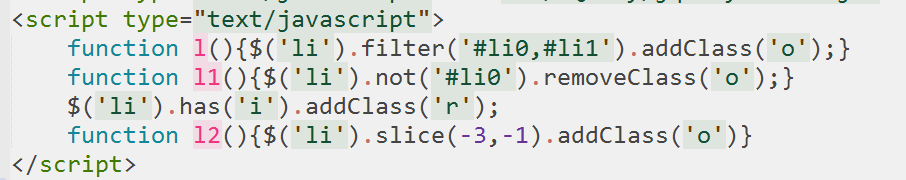 <script type="text/javascript">
function l(){$('li').filter('#li0,#li1').addClass('o');}
function l1(){$('li').not('#li0').removeClass('o');}
$('li').has('i').addClass('r');
function l2(){$('li').slice(-3,-1).addClass('o')}
</script>